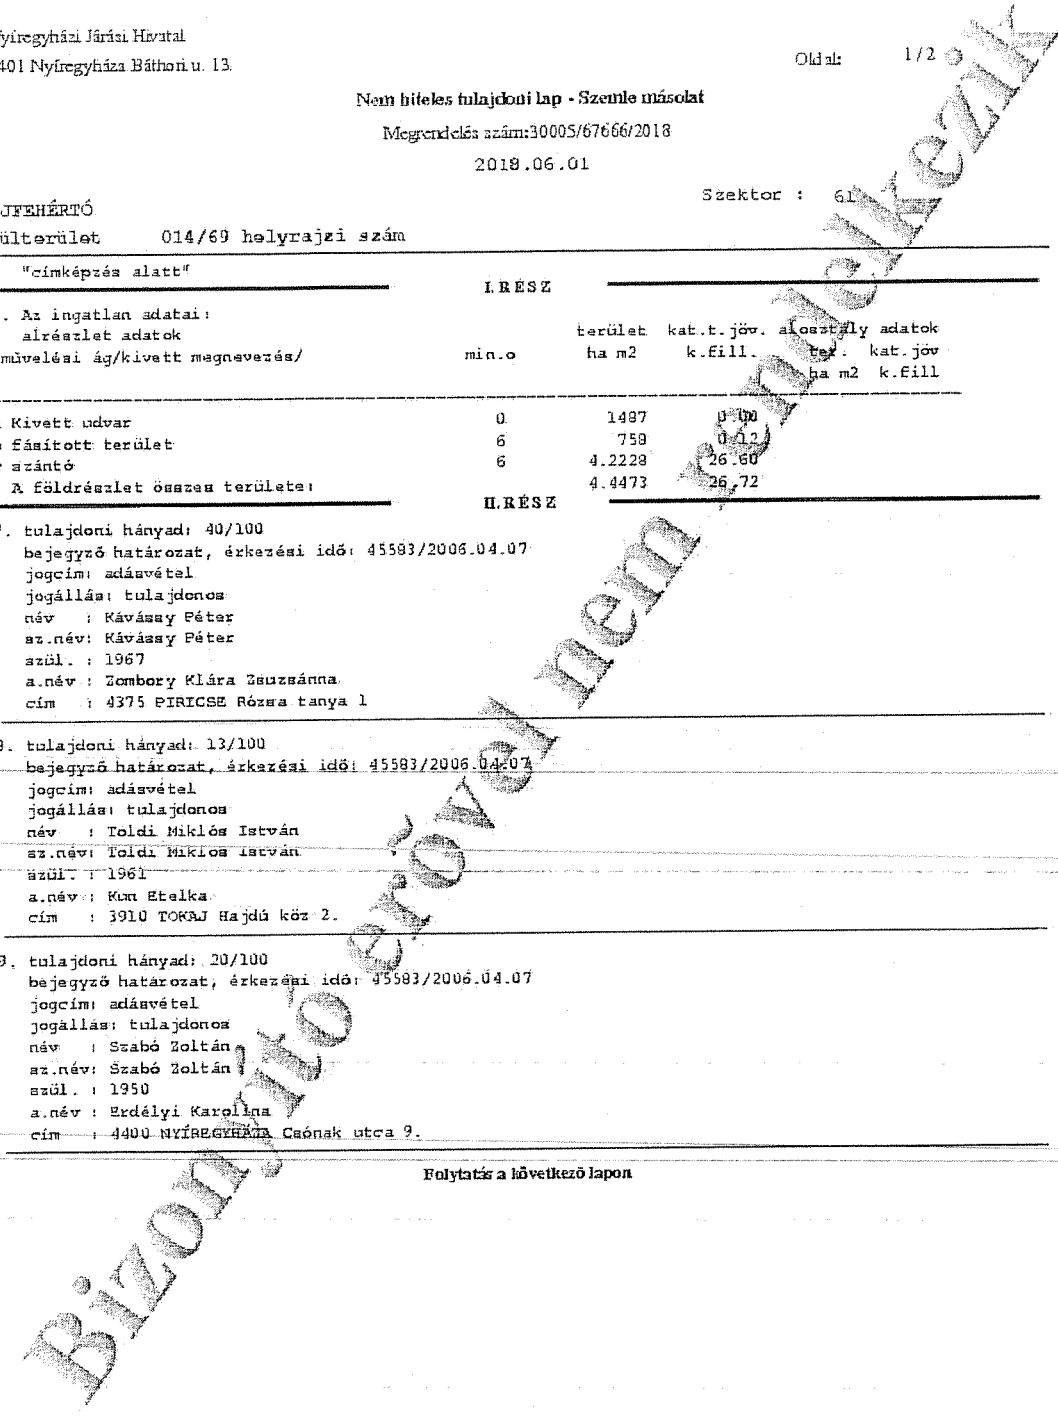 yíregyházi Járási Hivatal
401 Nyíregyháza Báthori u. 13.
Oldal: 1/2
Nem hiteles tulajdoni lap - Szemle másolat
Megrendelés szám:30005/67666/2018
2018.06.01
Szektor : 61
JFEHÉRTÓ
ülterület 014/69 helyrajzi szám
"címképzés alatt"
I.RÉSZ
. Az ingatlan adatai:
alrészlet adatok
terület kat.t.jöv. alosztály adatok
művelési ág/kivett megnevezés/ min.o ha m2 k.fill. ter. kat.jöv
ha m2 k.fill
Kivett udvar 0 1487 0.00
fásított terület 6 758 0.12
szántó 6 4.2228 26.60
A földrészlet összes területe: 4.4473 26.72
II.RÉSZ
. tulajdoni hányad: 40/100
bejegyző határozat, érkezési idő: 45583/2006.04.07
jogcím: adásvétel
jogállás: tulajdonos
név : Kávássy Péter
sz.név: Kávássy Péter
szül. : 1967
a.név : Zombory Klára Zsuzsánna
cím : 4375 PIRICSE Rózsa tanya 1
8. tulajdoni hányad: 13/100
bejegyző határozat, érkezési idő: 45583/2006.04.07
jogcím: adásvétel
jogállás: tulajdonos
név : Toldi Miklós István
sz.név: Toldi Miklós István
szül. : 1961
a.név : Kun Etelka
cím : 3910 TOKAJ Hajdú köz 2.
9. tulajdoni hányad: 20/100
bejegyző határozat, érkezési idő: 45583/2006.04.07
jogcím: adásvétel
jogállás: tulajdonos
név : Szabó Zoltán
sz.név: Szabó Zoltán
szül. : 1950
a.név : Erdélyi Karolina
cím : 4400 NYÍREGYHÁZA Csónak utca 9.
Folytatás a következő lapon
Bizonyító erővel nem rendelkezik